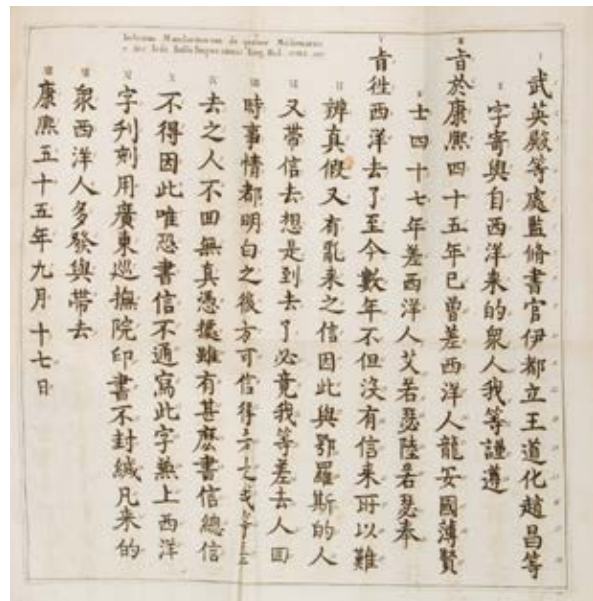 武英殿等處監脩書官伊都立王道化趙昌等
字寄與自西洋來的衆人我等謹遵
旨於康熙四十五年已曾差西洋人龍安國薄賢
士四十七年差西洋人艾若瑟陸若瑟奉
旨徃西洋去了至今數年不但沒有信來所以難
辨真假又有亂來之信因此與鄂羅斯的人
又帶信去想是到去了必竟我等差去人回
時事情都明白之後方可信得
去之人不回無真憑據雖有甚麽書信總信
不得因此唯恐書信不通寫此字兼上西洋
字刋刻用廣東巡撫院印書不封緘凡來的
衆西洋人多發與帶去
康熙五十五年九月十七日